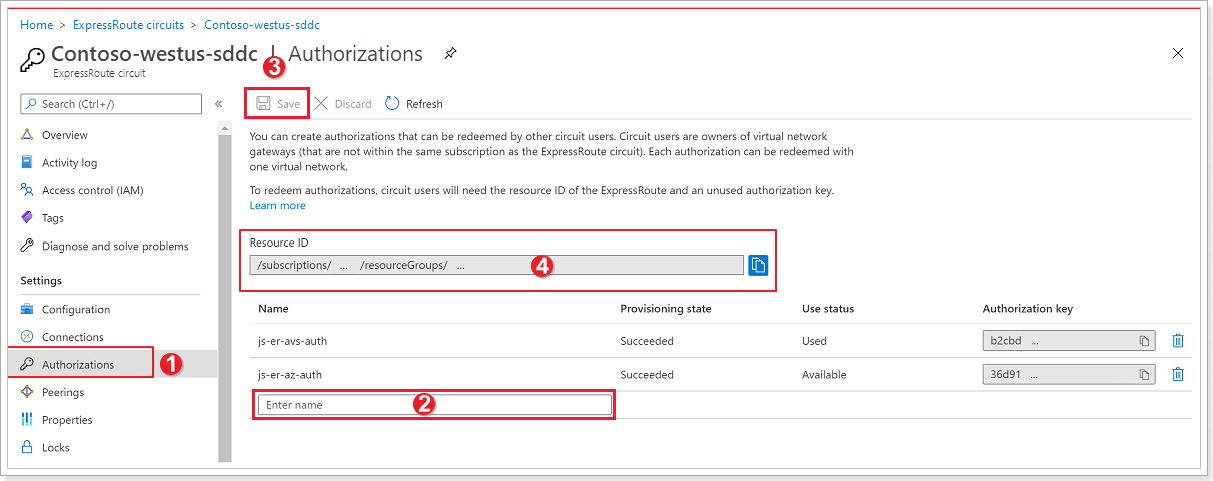 Home > ExpressRoute circuits > Contoso-westus-sddc
Contoso-westus-sddc | Authorizations
ExpressRoute circuit
3
Search (Ctrl+/)
«
Save
Discard
Refresh
Overview
Activity log
Access control (IAM)
Tags
Diagnose and solve problems
Settings
Configuration
Connections
Authorizations
1
Peerings
Properties
Locks
You can create authorizations that can be redeemed by other circuit users. Circuit users are owners of virtual network
gateways (that are not within the same subscription as the ExpressRoute circuit). Each authorization can be redeemed with
one virtual network.
To redeem authorizations, circuit users will need the resource ID of the ExpressRoute and an unused authorization key.
Learn more
Resource ID
/subscriptions/ ... /resourceGroups/ ...
4
Name Provisioning state Use status Authorization key
js-er-avs-auth Succeeded Used b2cbd ...
js-er-az-auth Succeeded Available 36d91 ...
Enter name
2